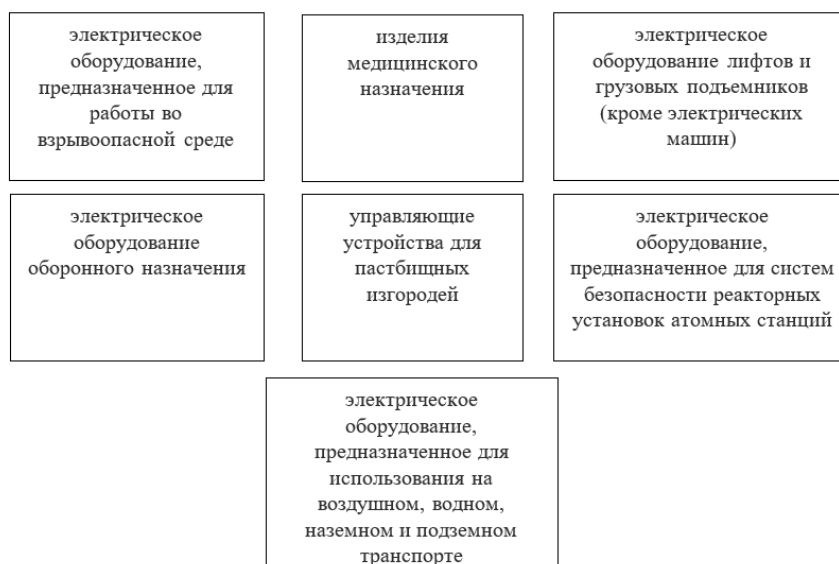 электрическое
оборудование,
предназначенное для
работы во
взрывоопасной среде
изделия
медицинского
назначения
электрическое
оборудование лифтов и
грузовых подъемников
(кроме электрических
машин)
электрическое
оборудование
оборонного назначения
управляющие
устройства для
пастбищных
изгородей
электрическое
оборудование,
предназначенное для систем
безопасности реакторных
установок атомных станций
электрическое
оборудование,
предназначенное для
использования на
воздушном, водном,
наземном и подземном
транспорте